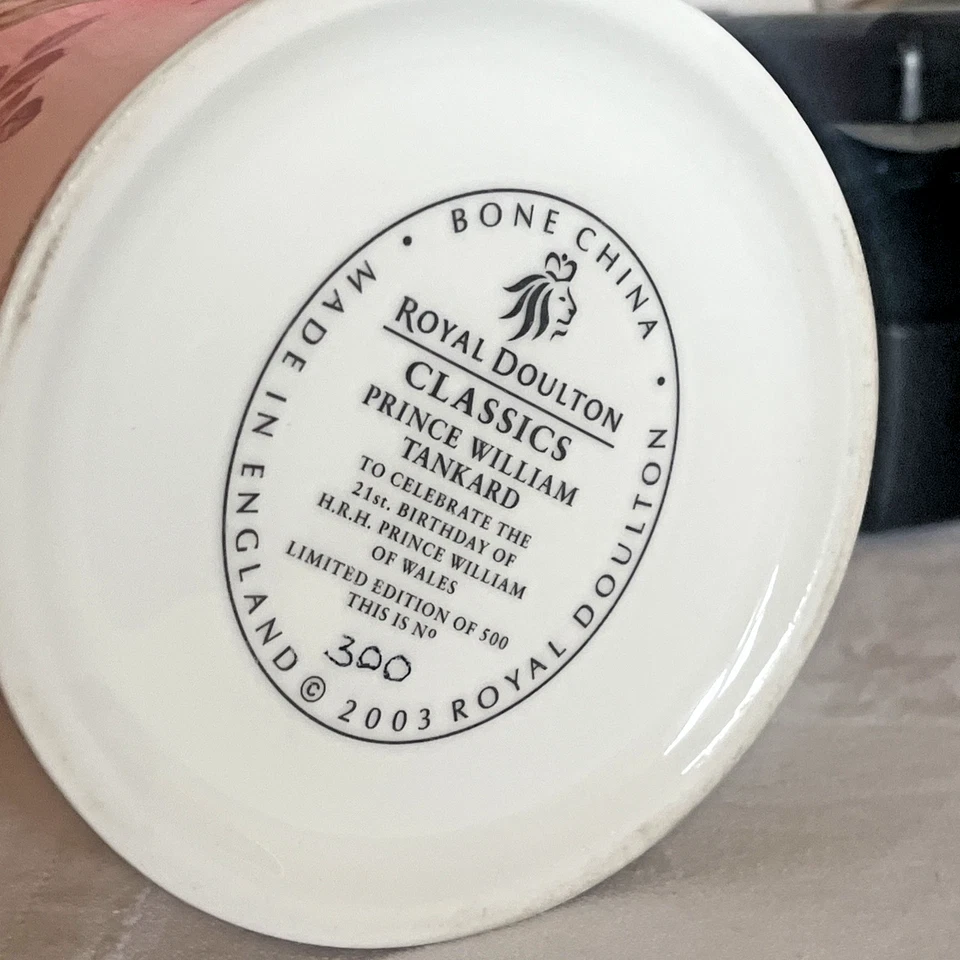 BONE CHINA • ROYAL DOULTON
© 2003
MADE IN ENGLAND •
ROYAL DOULTON
CLASSICS
PRINCE WILLIAM
TANKARD
TO CELEBRATE THE
21st. BIRTHDAY OF
H.R.H. PRINCE WILLIAM
OF WALES
LIMITED EDITION OF 500
THIS IS Nº
300